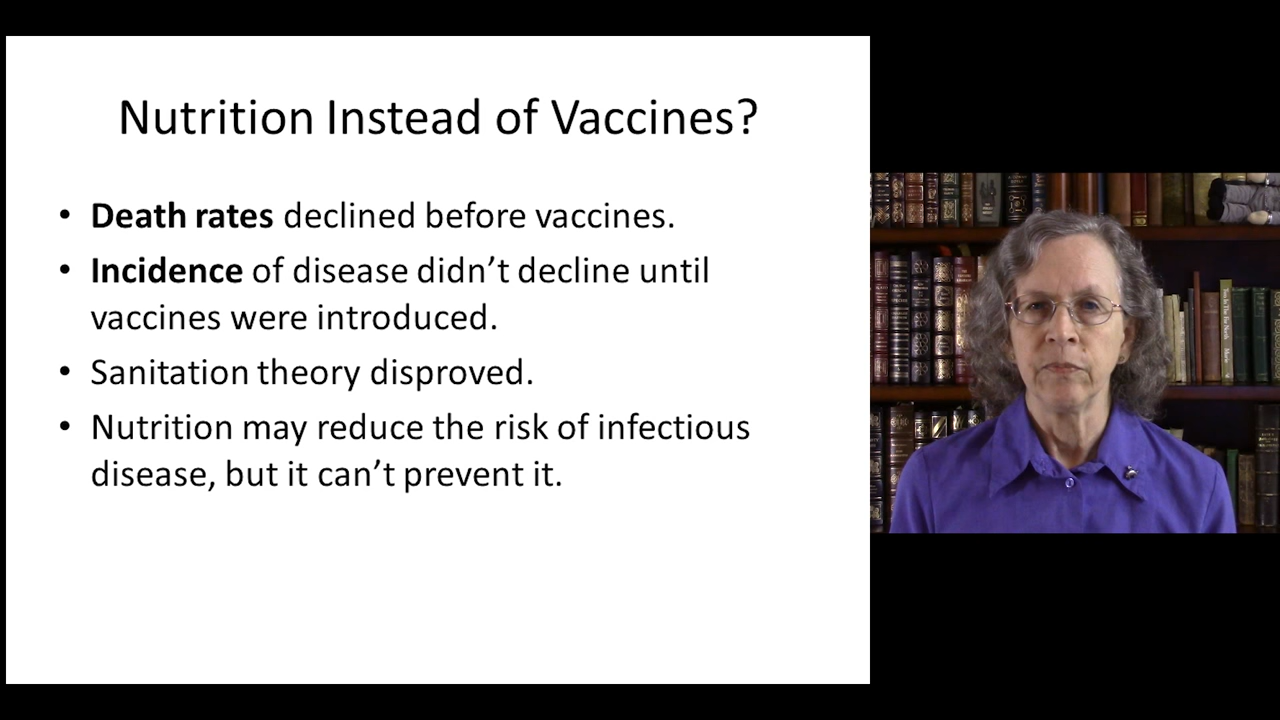 Nutrition Instead of Vaccines?
• Death rates declined before vaccines.
• Incidence of disease didn’t decline until
vaccines were introduced.
• Sanitation theory disproved.
• Nutrition may reduce the risk of infectious
disease, but it can’t prevent it.